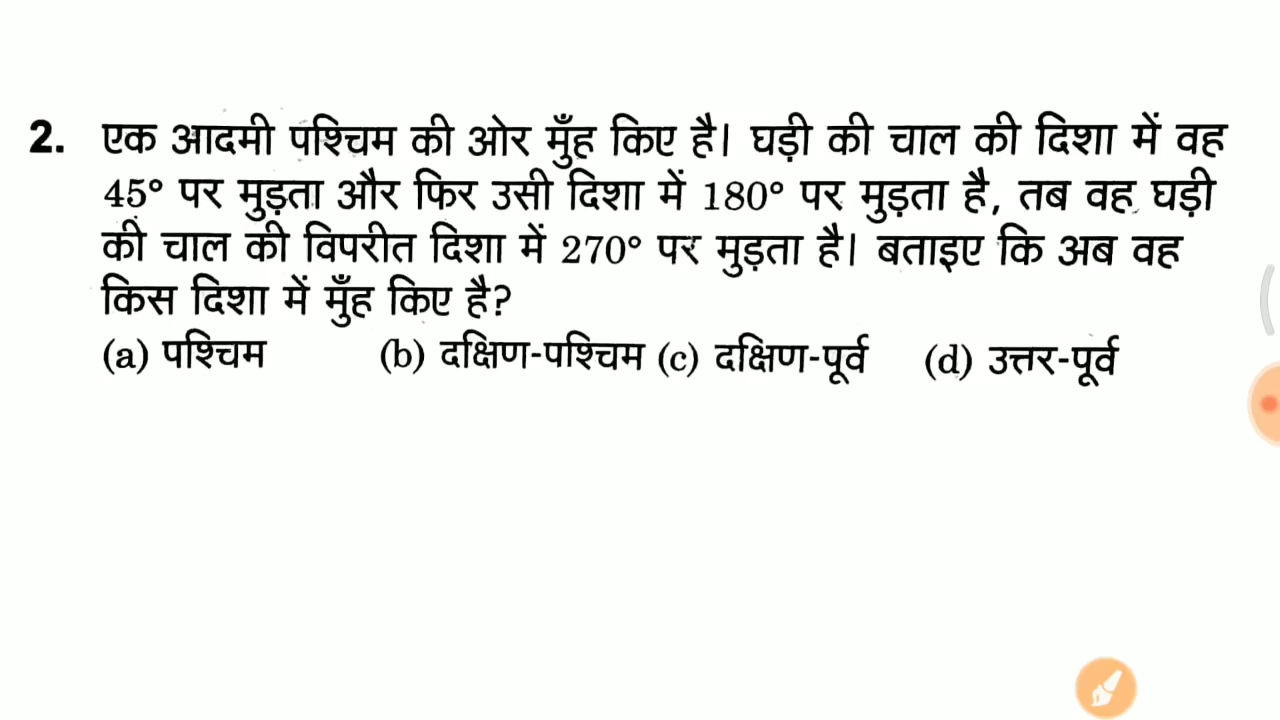 2. एक आदमी पश्चिम की ओर मुँह किए है। घड़ी की चाल की दिशा में वह
45° पर मुड़ता और फिर उसी दिशा में 180° पर मुड़ता है, तब वह घड़ी
की चाल की विपरीत दिशा में 270° पर मुड़ता है। बताइए कि अब वह
किस दिशा में मुँह किए है?
(a) पश्चिम (b) दक्षिण-पश्चिम (c) दक्षिण-पूर्व (d) उत्तर-पूर्व